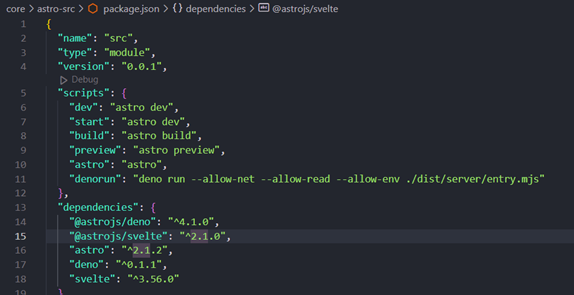 core > astro-src > package.json > {} dependencies > @astrojs/svelte
1 {
2 "name": "src",
3 "type": "module",
4 "version": "0.0.1",
Debug
5 "scripts": {
6 "dev": "astro dev",
7 "start": "astro dev",
8 "build": "astro build",
9 "preview": "astro preview",
10 "astro": "astro",
11 "denorun": "deno run --allow-net --allow-read --allow-env ./dist/server/entry.mjs"
12 },
13 "dependencies": {
14 "@astrojs/deno": "^4.1.0",
15 "@astrojs/svelte": "^2.1.0",
16 "astro": "^2.1.2",
17 "deno": "^0.1.1",
18 "svelte": "^3.56.0"
19 }